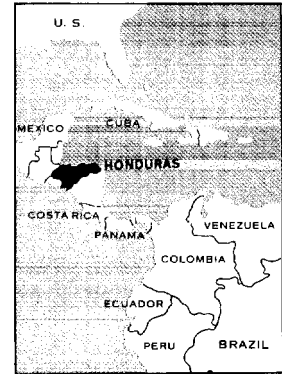 U. S.
MEXICO
CUBA
HONDURAS
COSTA RICA
PANAMA
VENEZUELA
COLOMBIA
ECUADOR
PERU
BRAZIL